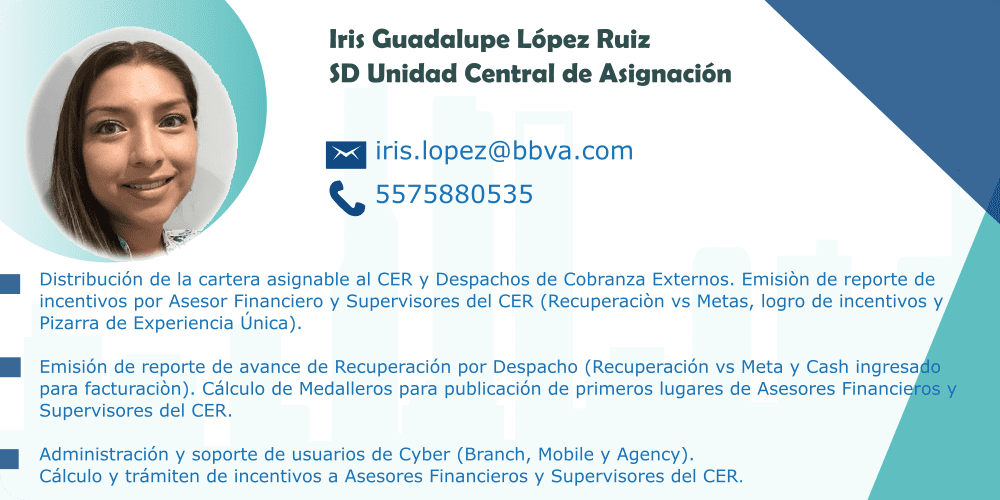 Iris Guadalupe López Ruiz
SD Unidad Central de Asignación
iris.lopez@bbva.com
5575880535
Distribución de la cartera asignable al CER y Despachos de Cobranza Externos. Emisiòn de reporte de
incentivos por Asesor Financiero y Supervisores del CER (Recuperaciòn vs Metas, logro de incentivos y
Pizarra de Experiencia Única).
Emisión de reporte de avance de Recuperación por Despacho (Recuperación vs Meta y Cash ingresado
para facturaciòn). Cálculo de Medalleros para publicación de primeros lugares de Asesores Financieros y
Supervisores del CER.
Administración y soporte de usuarios de Cyber (Branch, Mobile y Agency).
Cálculo y trámiten de incentivos a Asesores Financieros y Supervisores del CER.